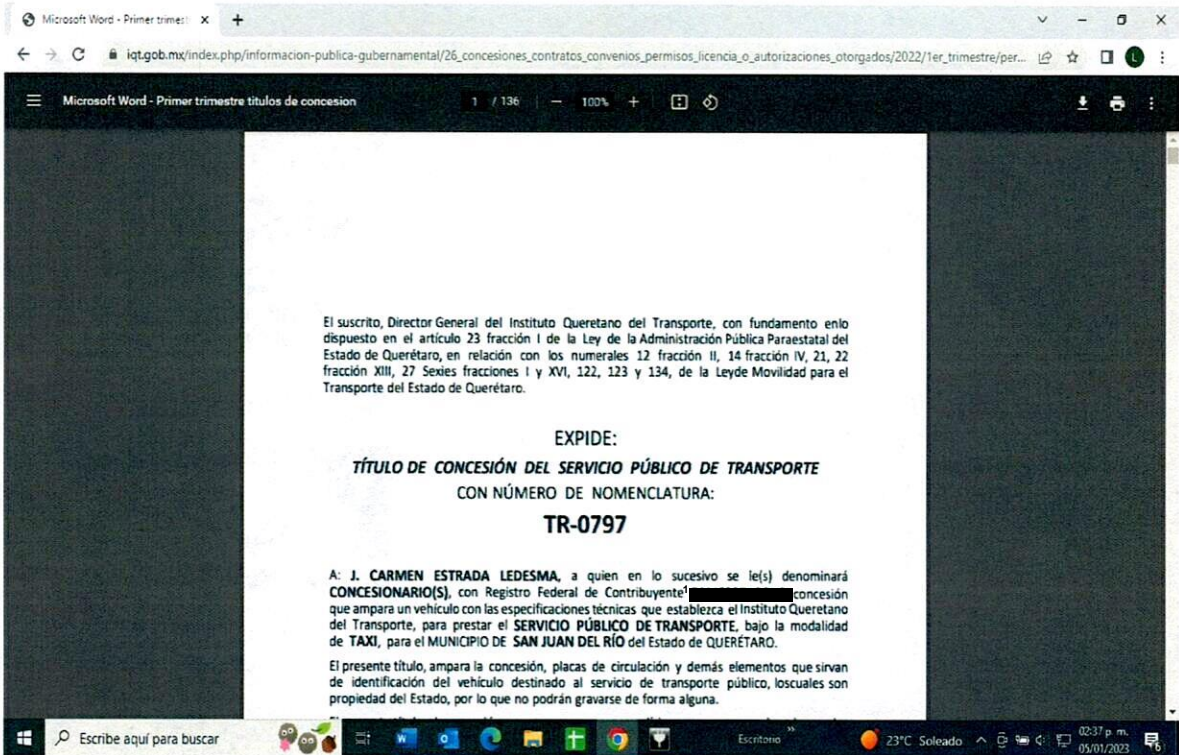 Microsoft Word - Primer trimes
iqt.gob.mx/index.php/informacion-publica-gubernamental/26_concesiones_contratos_convenios_permisos_licencia_o_autorizaciones_otorgados/2022/1er_trimestre/per...
L
Microsoft Word - Primer trimestre titulos de concesion
1 / 136
100%
El suscrito, Director General del Instituto Queretano del Transporte, con fundamento enlo
dispuesto en el artículo 23 fracción I de la Ley de la Administración Pública Paraestatal del
Estado de Querétaro, en relación con los numerales 12 fracción II, 14 fracción IV, 21, 22
fracción XIII, 27 Sexies fracciones I y XVI, 122, 123 y 134, de la Leyde Movilidad para el
Transporte del Estado de Querétaro.
EXPIDE:
TÍTULO DE CONCESIÓN DEL SERVICIO PÚBLICO DE TRANSPORTE
CON NÚMERO DE NOMENCLATURA:
TR-0797
A: J. CARMEN ESTRADA LEDESMA, a quien en lo sucesivo se le(s) denominará
CONCESIONARIO(S), con Registro Federal de Contribuyente1 concesión
que ampara un vehículo con las especificaciones técnicas que establezca el Instituto Queretano
del Transporte, para prestar el SERVICIO PÚBLICO DE TRANSPORTE, bajo la modalidad
de TAXI, para el MUNICIPIO DE SAN JUAN DEL RÍO del Estado de QUERÉTARO.
El presente título, ampara la concesión, placas de circulación y demás elementos que sirvan
de identificación del vehículo destinado al servicio de transporte público, loscuales son
propiedad del Estado, por lo que no podrán gravarse de forma alguna.
Escribe aquí para buscar
Escritorio
23°C Soleado
02:37 p. m.
05/01/2023